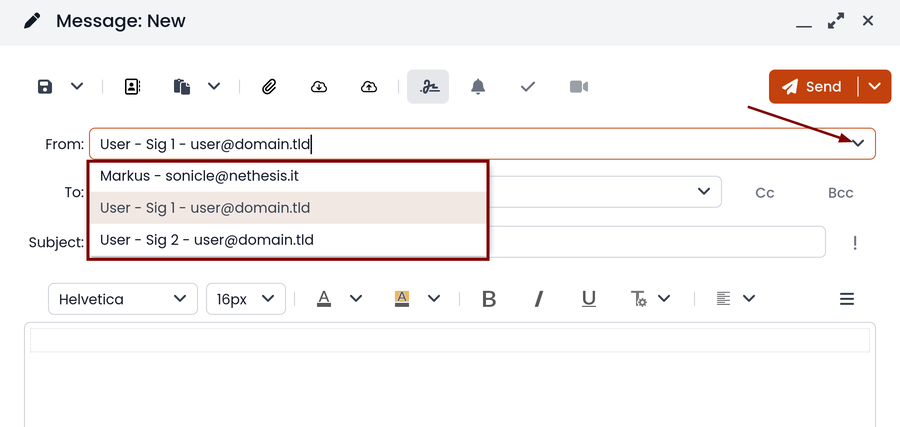 Message: New
Send
From: User - Sig 1 - user@domain.tld
Markus - sonicle@nethesis.it
To: Cc Bcc
User - Sig 1 - user@domain.tld
User - Sig 2 - user@domain.tld
Subject: !
Helvetica 16px A A B I U T